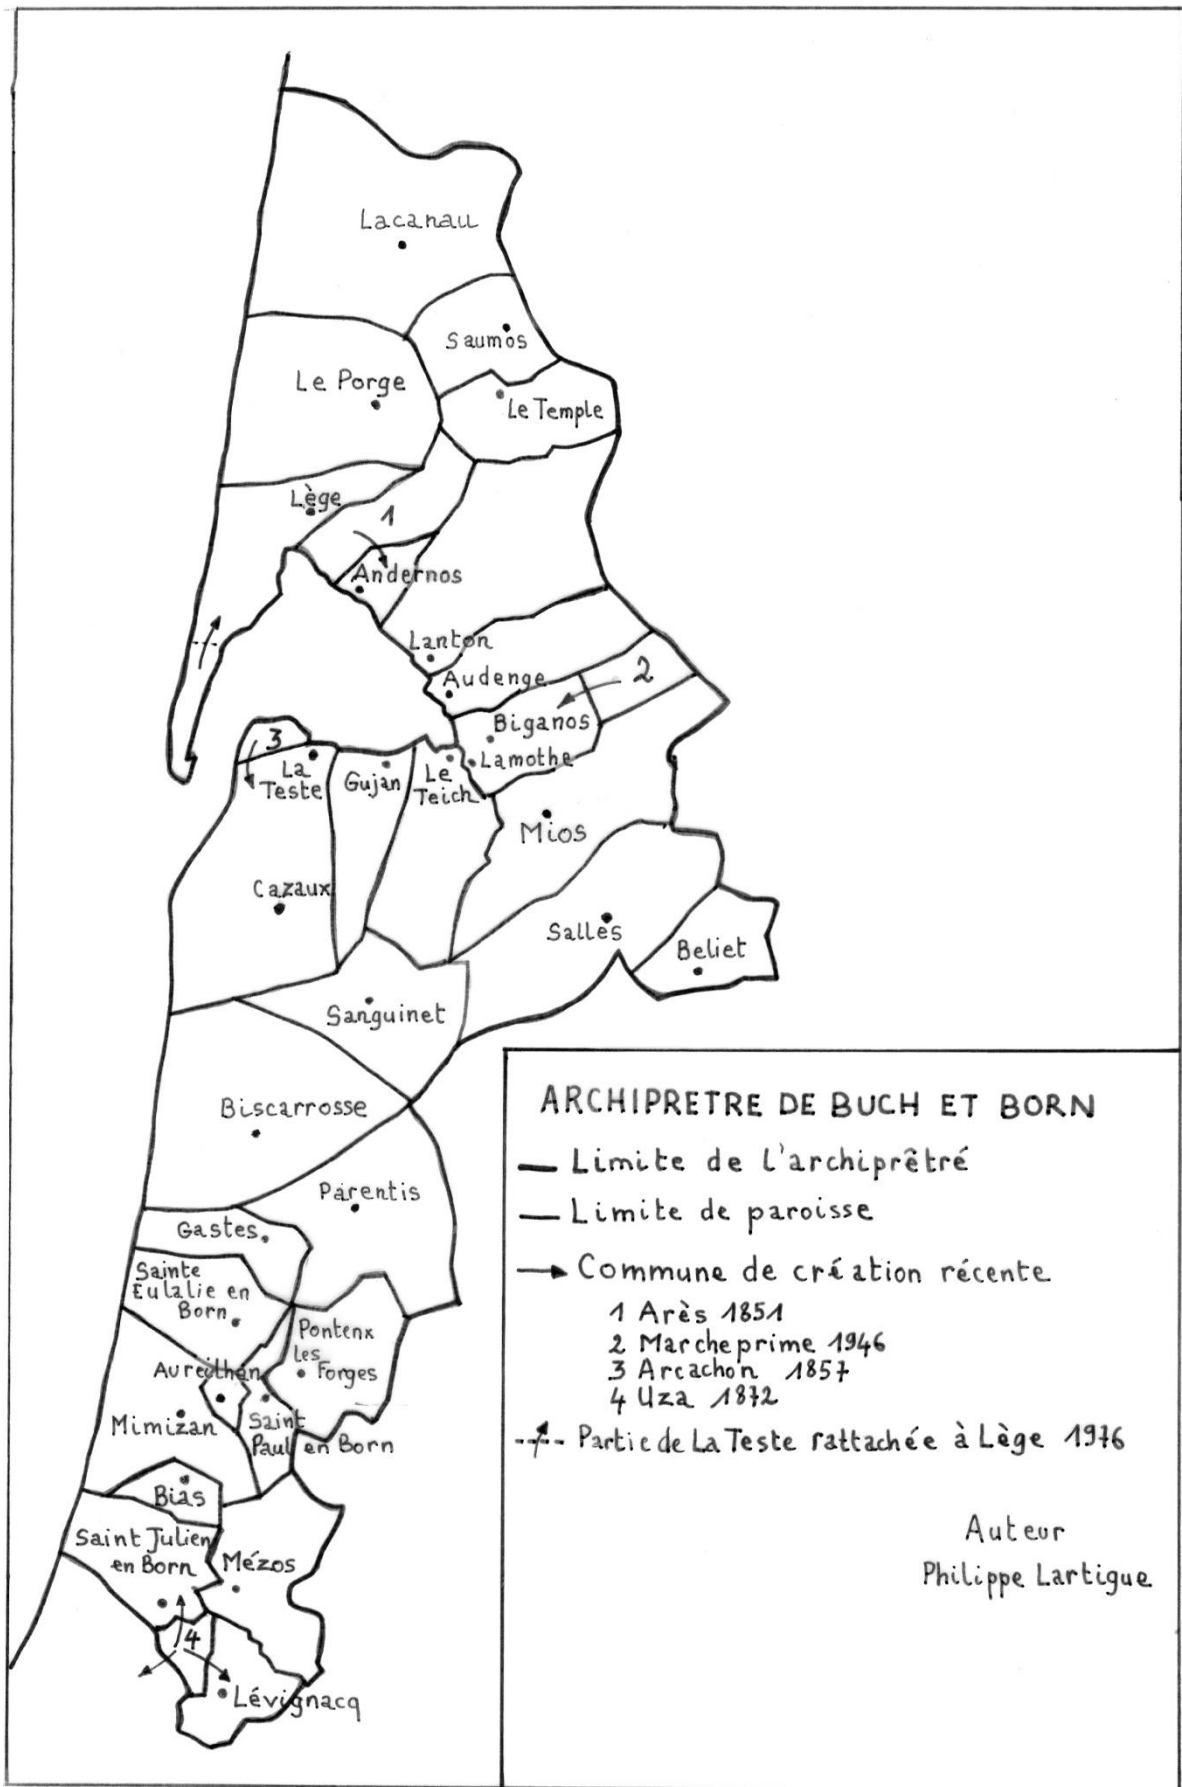 Lacanau
Saumos
Le Porge
Le Temple
Lège
1
Andernos
Lanton
2
Audenge
Biganos
3
Lamothe
La
Teste
Gujan
Le
Teich
Mios
Cazaux
Salles
Beliet
Sanguinet
Biscarrosse
Parentis
Gastes
Sainte
Eulalie en
Born
Pontenx
les
Forges
Aureilhan
Mimizan
Saint
Paul en Born
Bias
Saint Julien
en Born
Mézos
4
Lévignacq
ARCHIPRETRE DE BUCH ET BORN
Limite de l'archiprêtré
Limite de paroisse
Commune de création récente
1 Arès 1851
2 Marcheprime 1946
3 Arcachon 1857
4 Uza 1872
Partie de La Teste rattachée à Lège 1976
Auteur
Philippe Lartigue